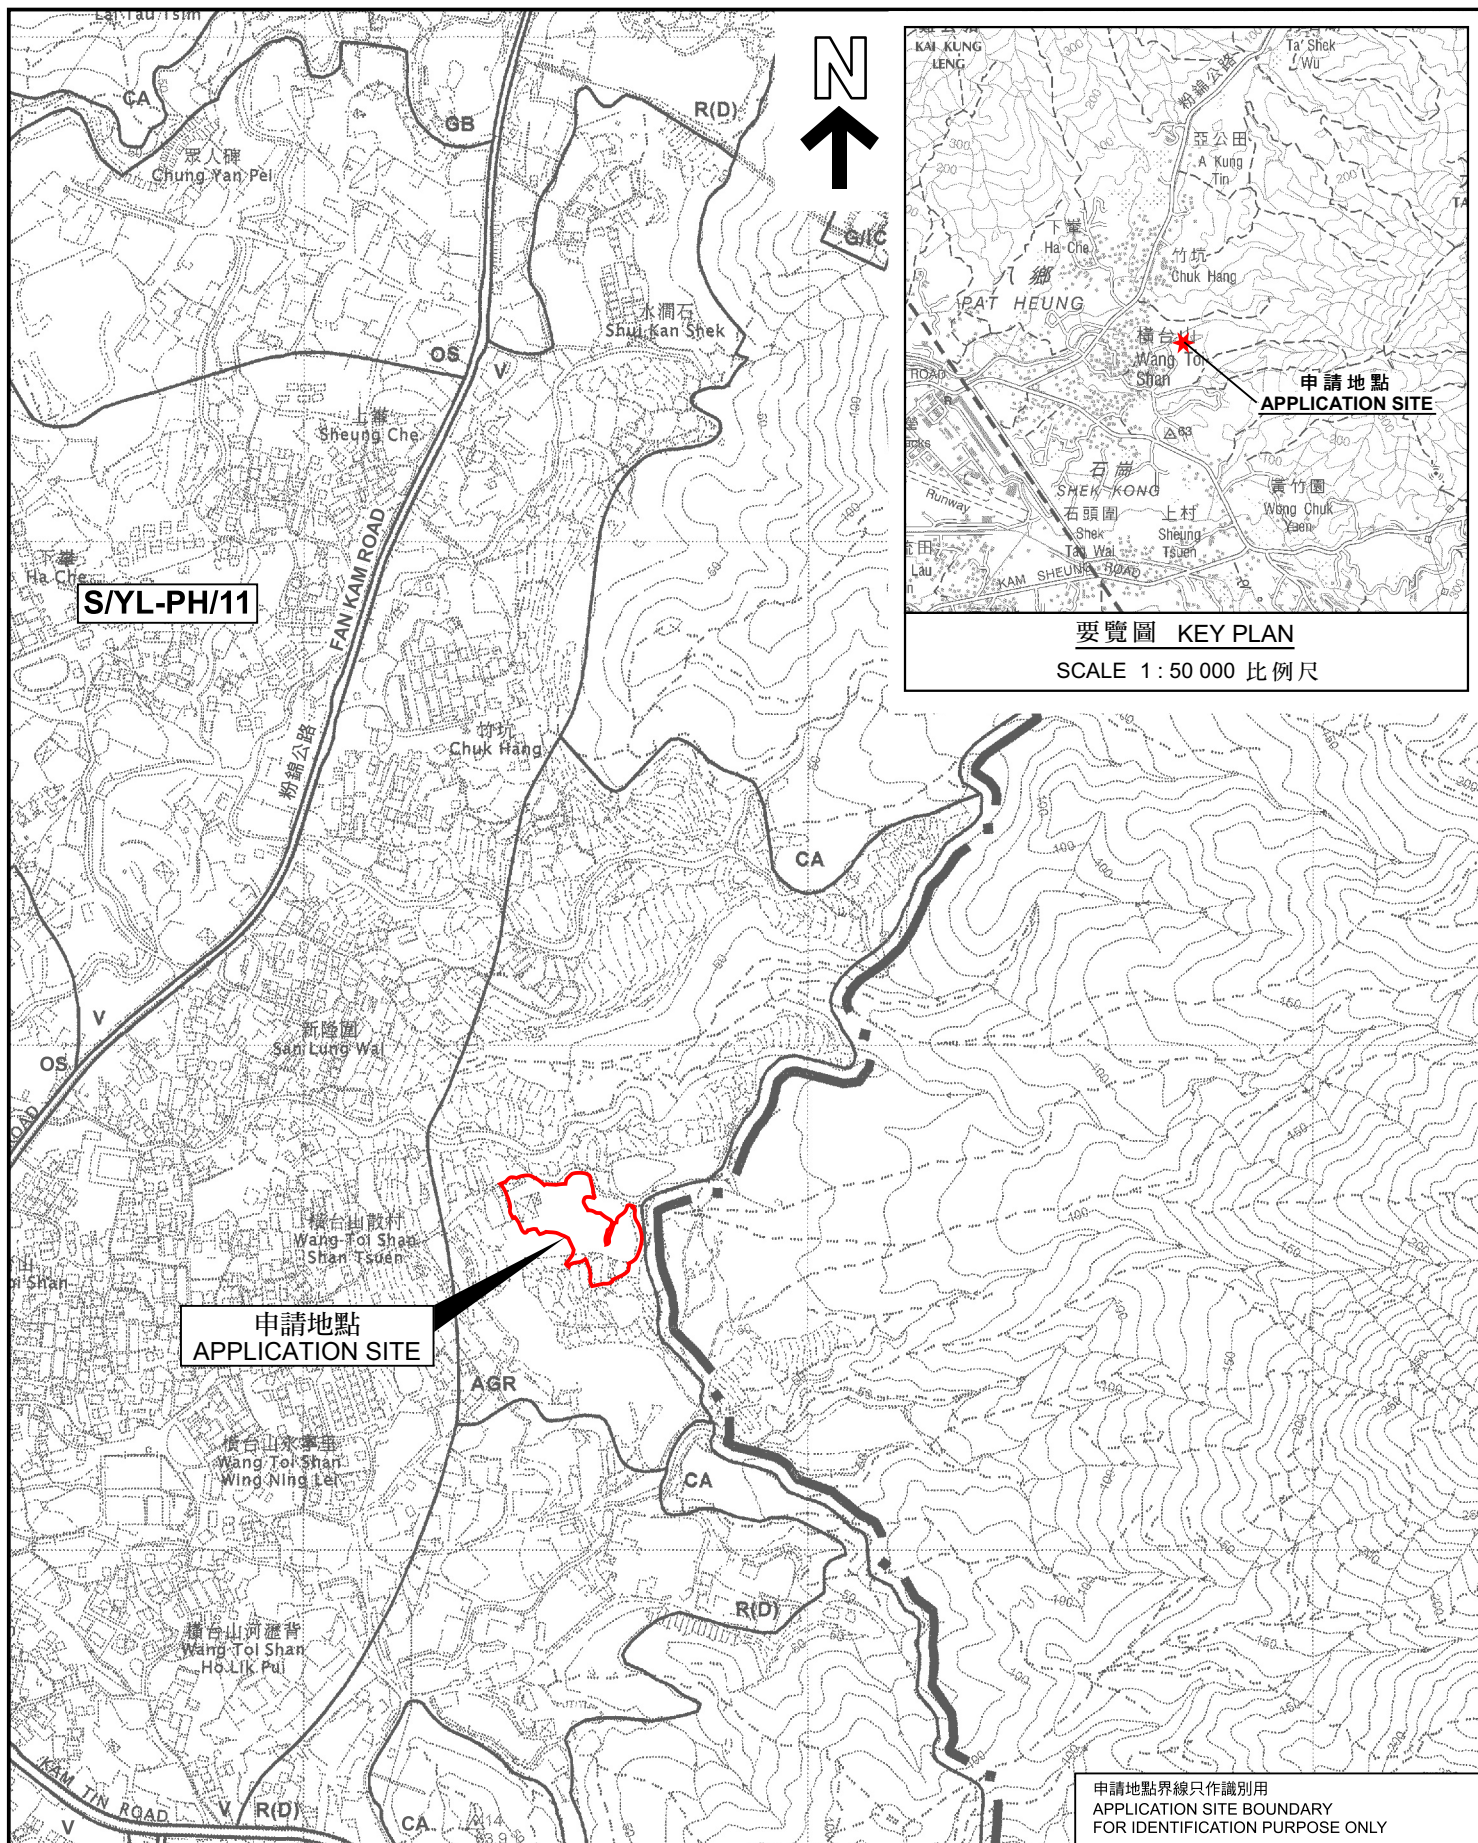 Lai Tau Tsim
CA
GB
R(D)
N
眾人碑
Chung Yan Pei
G/IC
水澗石
Shui Kan Shek
OS
V
上輋
Sheung Che
下輋
Ha Che
S/YL-PH/11
FAN KAM ROAD
粉錦公路
竹坑
Chuk Hang
CA
V
OS
ROAD
新隆圍
San Lung Wai
橫台山散村
Wang Toi Shan
Shan Tsuen
申請地點
APPLICATION SITE
AGR
橫台山永寧里
Wang Toi Shan
Wing Ning Lei
CA
R(D)
橫台山河瀝背
Wang Toi Shan
Ho Lik Pui
KAM TIN ROAD
V
V
R(D)
CA
KAI KUNG
LENG
Ta Shek
Wu
粉錦公路
亞公田
A Kung
Tin
下輋
Ha Che
竹坑
Chuk Hang
八鄉
PAT HEUNG
橫台山
Wang Toi
Shan
ROAD
申請地點
APPLICATION SITE
63
石崗
SHEK KONG
Runway
石頭圍
Shek
Tau Wai
上村
Sheung
Tsuen
黃竹園
Wong Chuk
Yuen
KAM SHEUNG ROAD
要覽圖 KEY PLAN
SCALE 1 : 50 000 比例尺
申請地點界線只作識別用
APPLICATION SITE BOUNDARY
FOR IDENTIFICATION PURPOSE ONLY